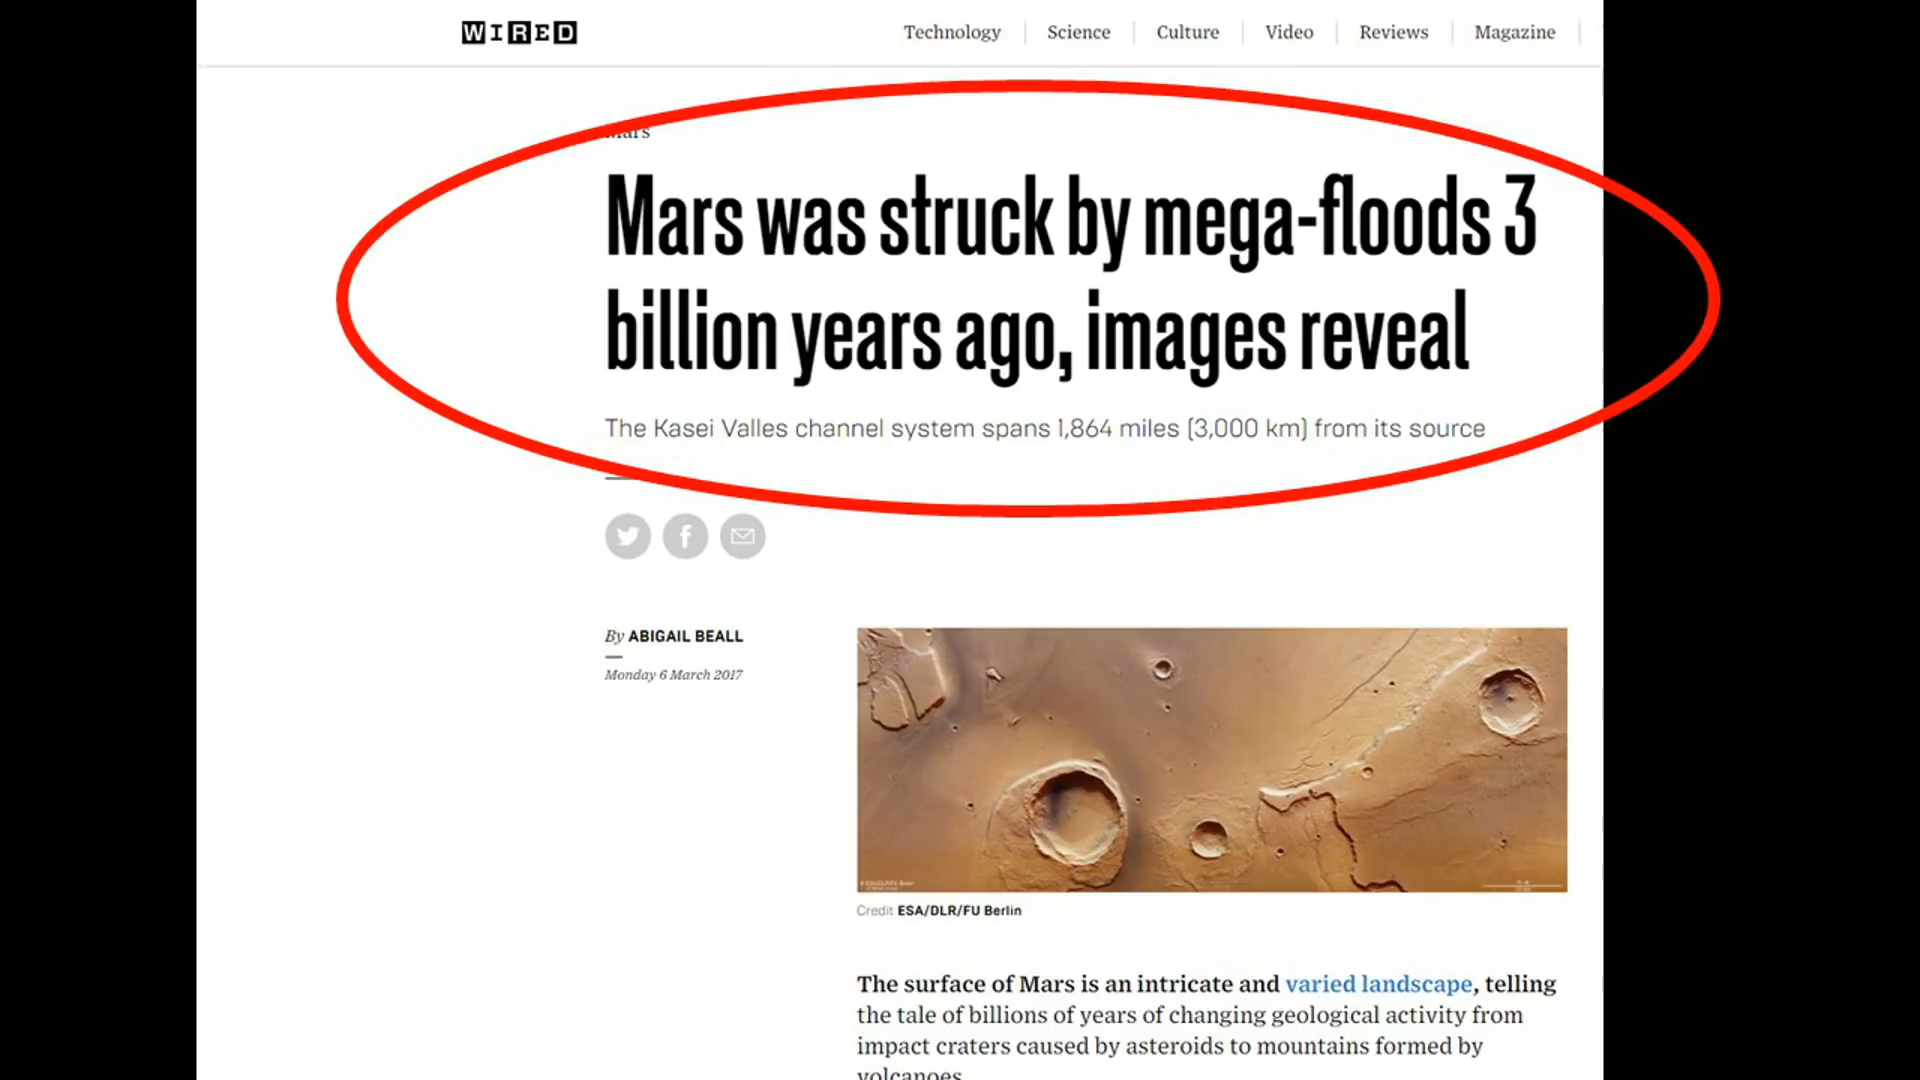 WIRED
Technology
Science
Culture
Video
Reviews
Magazine
Mars was struck by mega-floods 3
billion years ago, images reveal
The Kasei Valles channel system spans 1,864 miles (3,000 km) from its source
By ABIGAIL BEALL
Monday 6 March 2017
Credit ESA/DLR/FU Berlin
The surface of Mars is an intricate and varied landscape, telling
the tale of billions of years of changing geological activity from
impact craters caused by asteroids to mountains formed by
volcanoes.